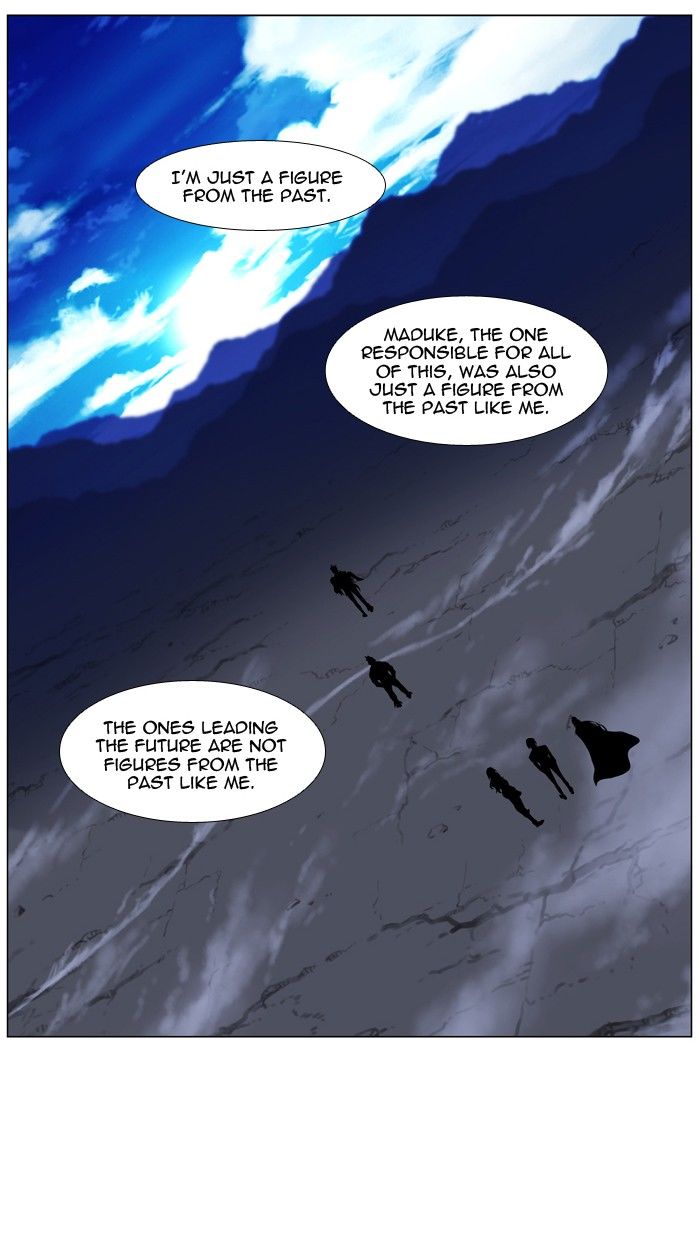 I'M JUST A FIGURE
FROM THE PAST.
MADUKE, THE ONE
RESPONSIBLE FOR ALL
OF THIS, WAS ALSO
JUST A FIGURE FROM
THE PAST LIKE ME.
THE ONES LEADING
THE FUTURE ARE NOT
FIGURES FROM THE
PAST LIKE ME.